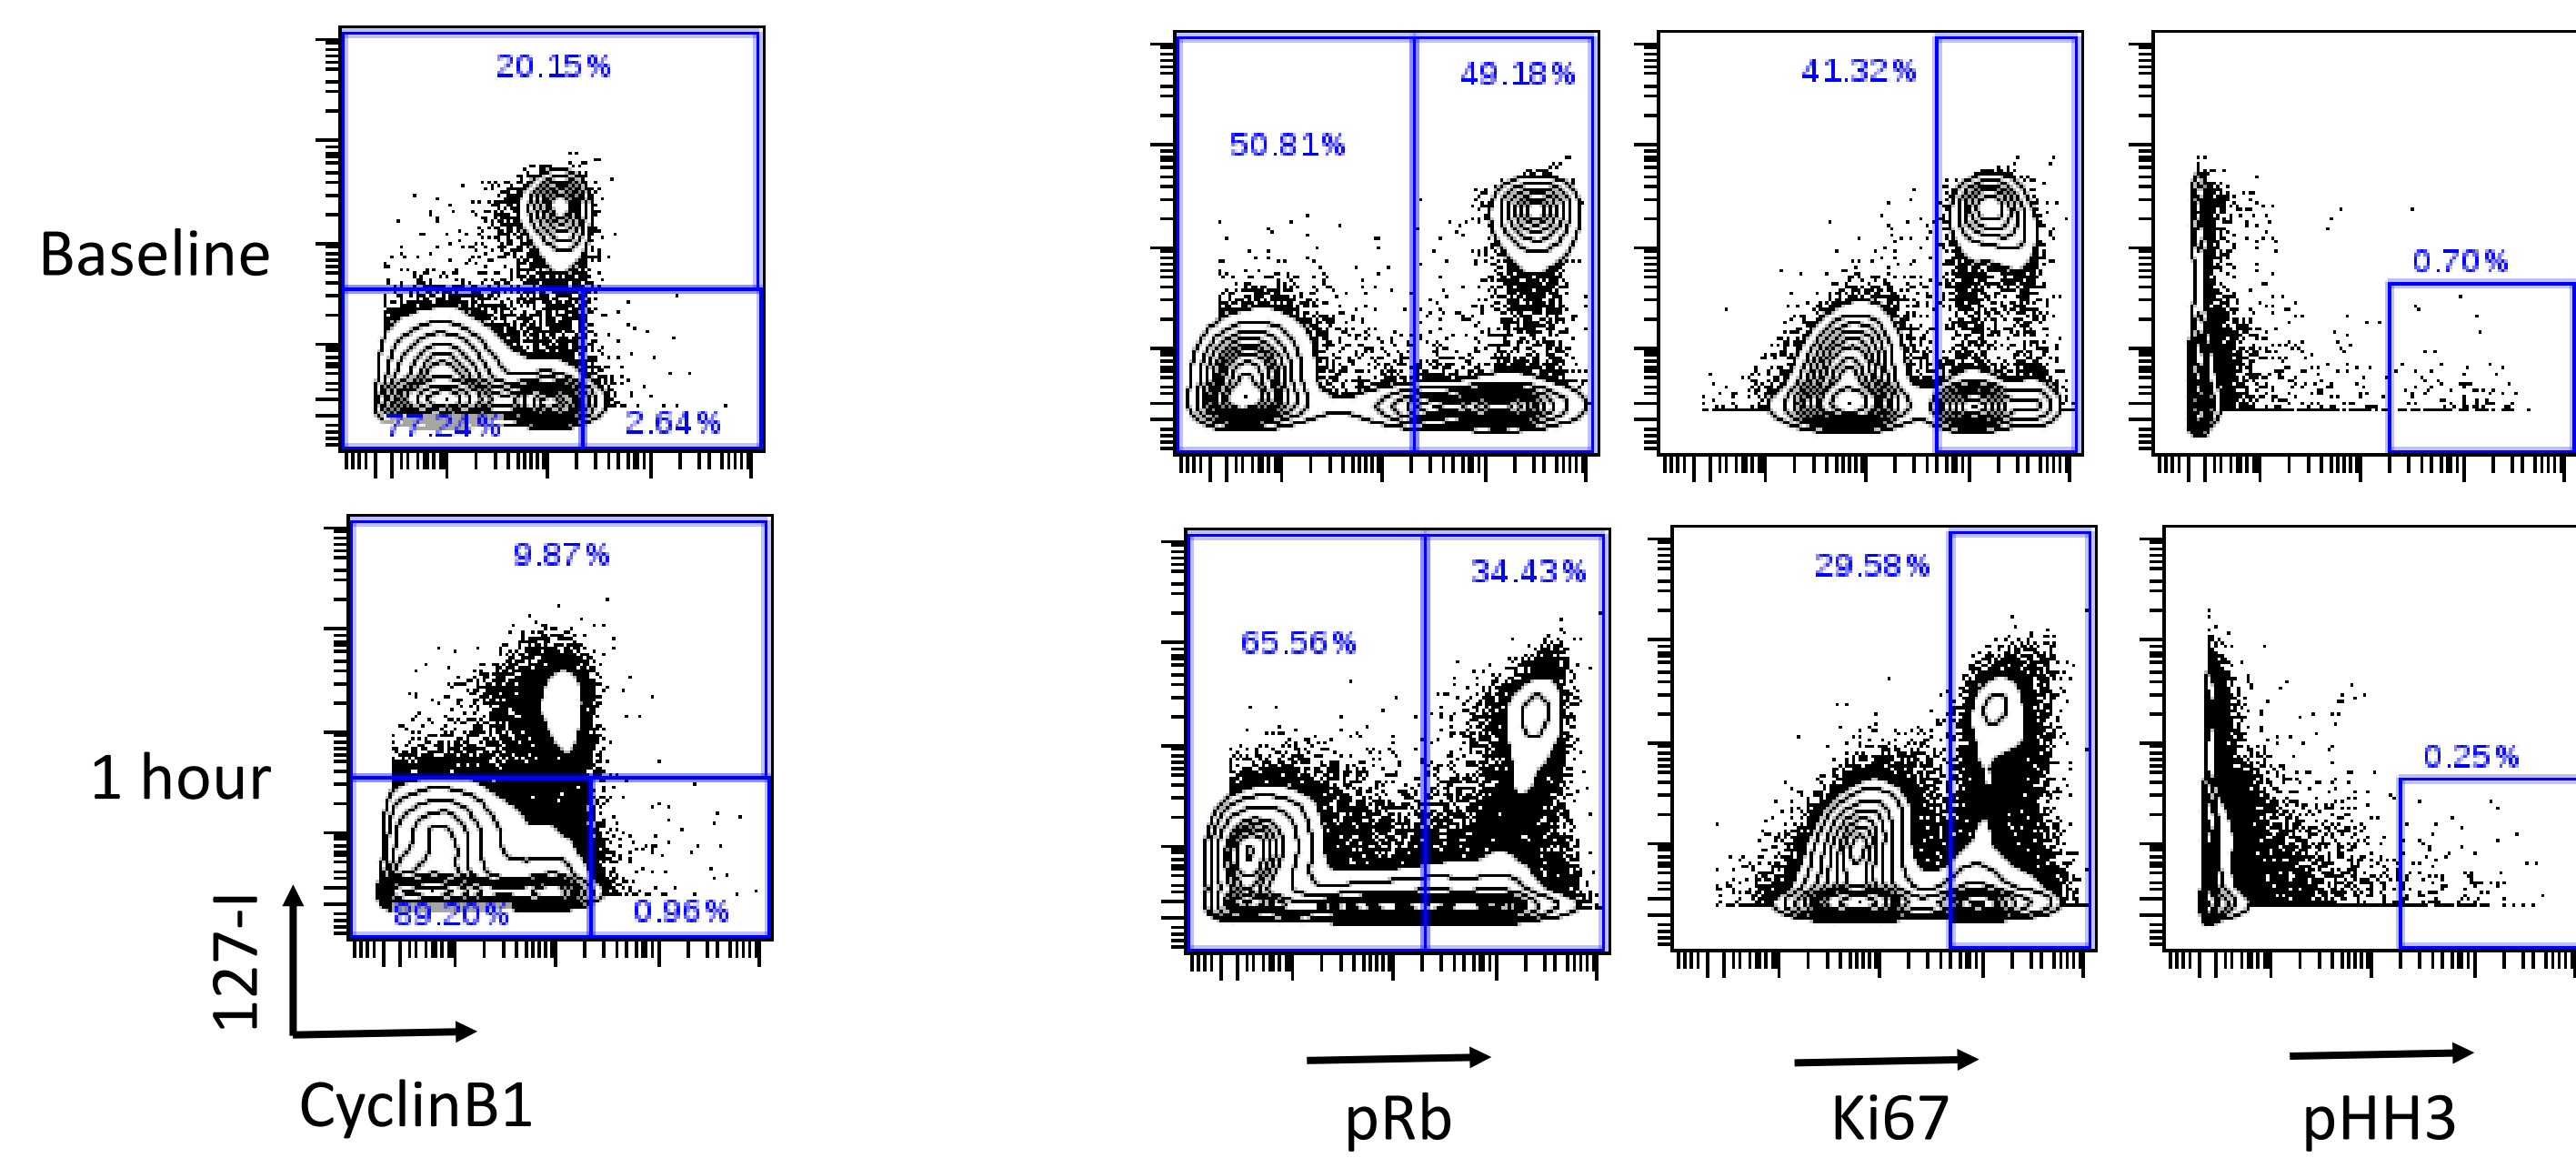 20.15%
77.24%
2.64%
50.81%
49.18%
41.32%
0.70%
Baseline
9.87%
89.20%
0.96%
65.56%
34.43%
29.58%
0.25%
1 hour
127-I
CyclinB1
pRb
Ki67
pHH3